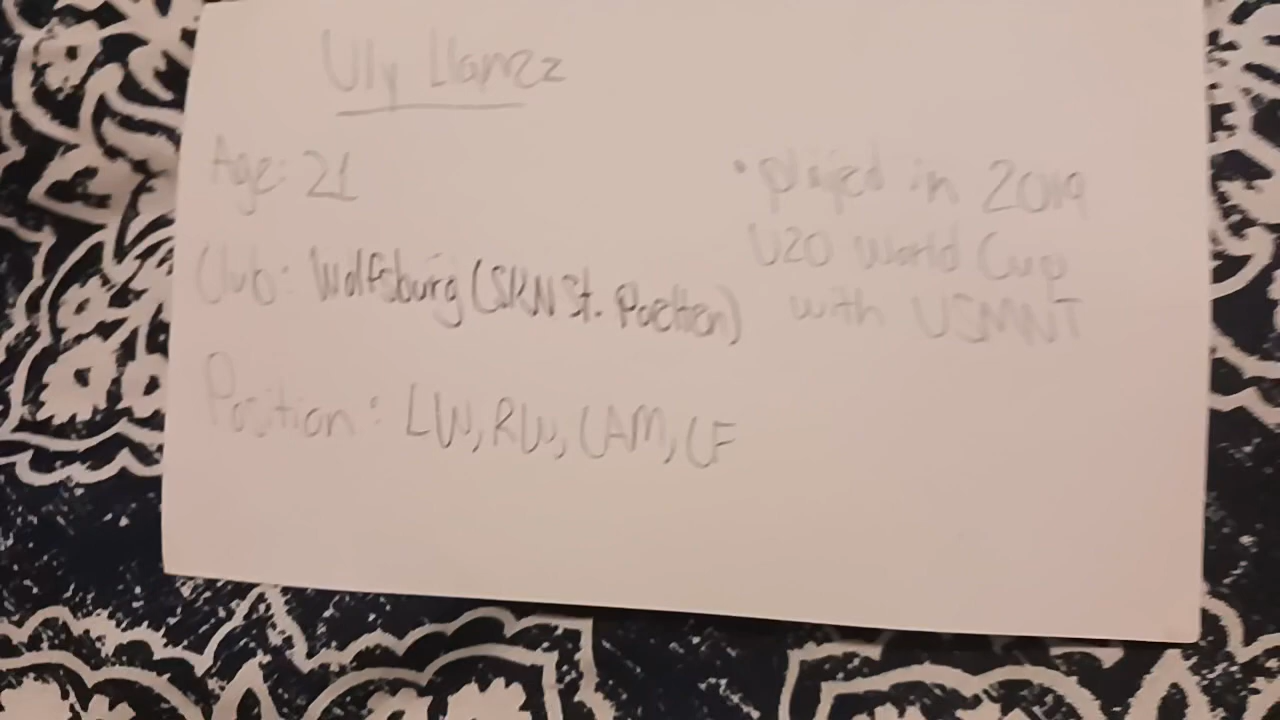 Uly Llanez
Age: 21
Club: Wolfsburg (SKN St. Poelten)
Position: LW, RW, CAM, CF
• played in 2019
U20 World Cup
with USMNT